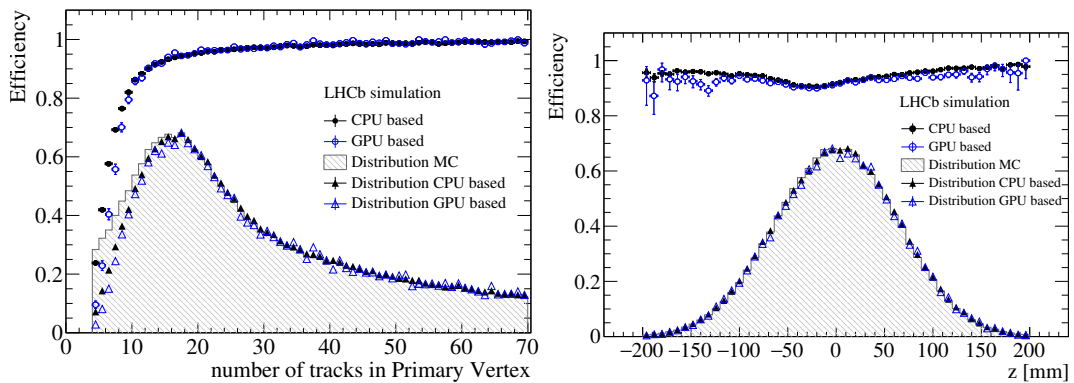 Efficiency
1
0.8
0.6
0.4
0.2
0
LHCb simulation
CPU based
GPU based
Distribution MC
Distribution CPU based
Distribution GPU based
0 10 20 30 40 50 60 70
number of tracks in Primary Vertex
Efficiency
1
0.8
0.6
0.4
0.2
0
LHCb simulation
CPU based
GPU based
Distribution MC
Distribution CPU based
Distribution GPU based
−200 −150 −100 −50 0 50 100 150 200
z [mm]